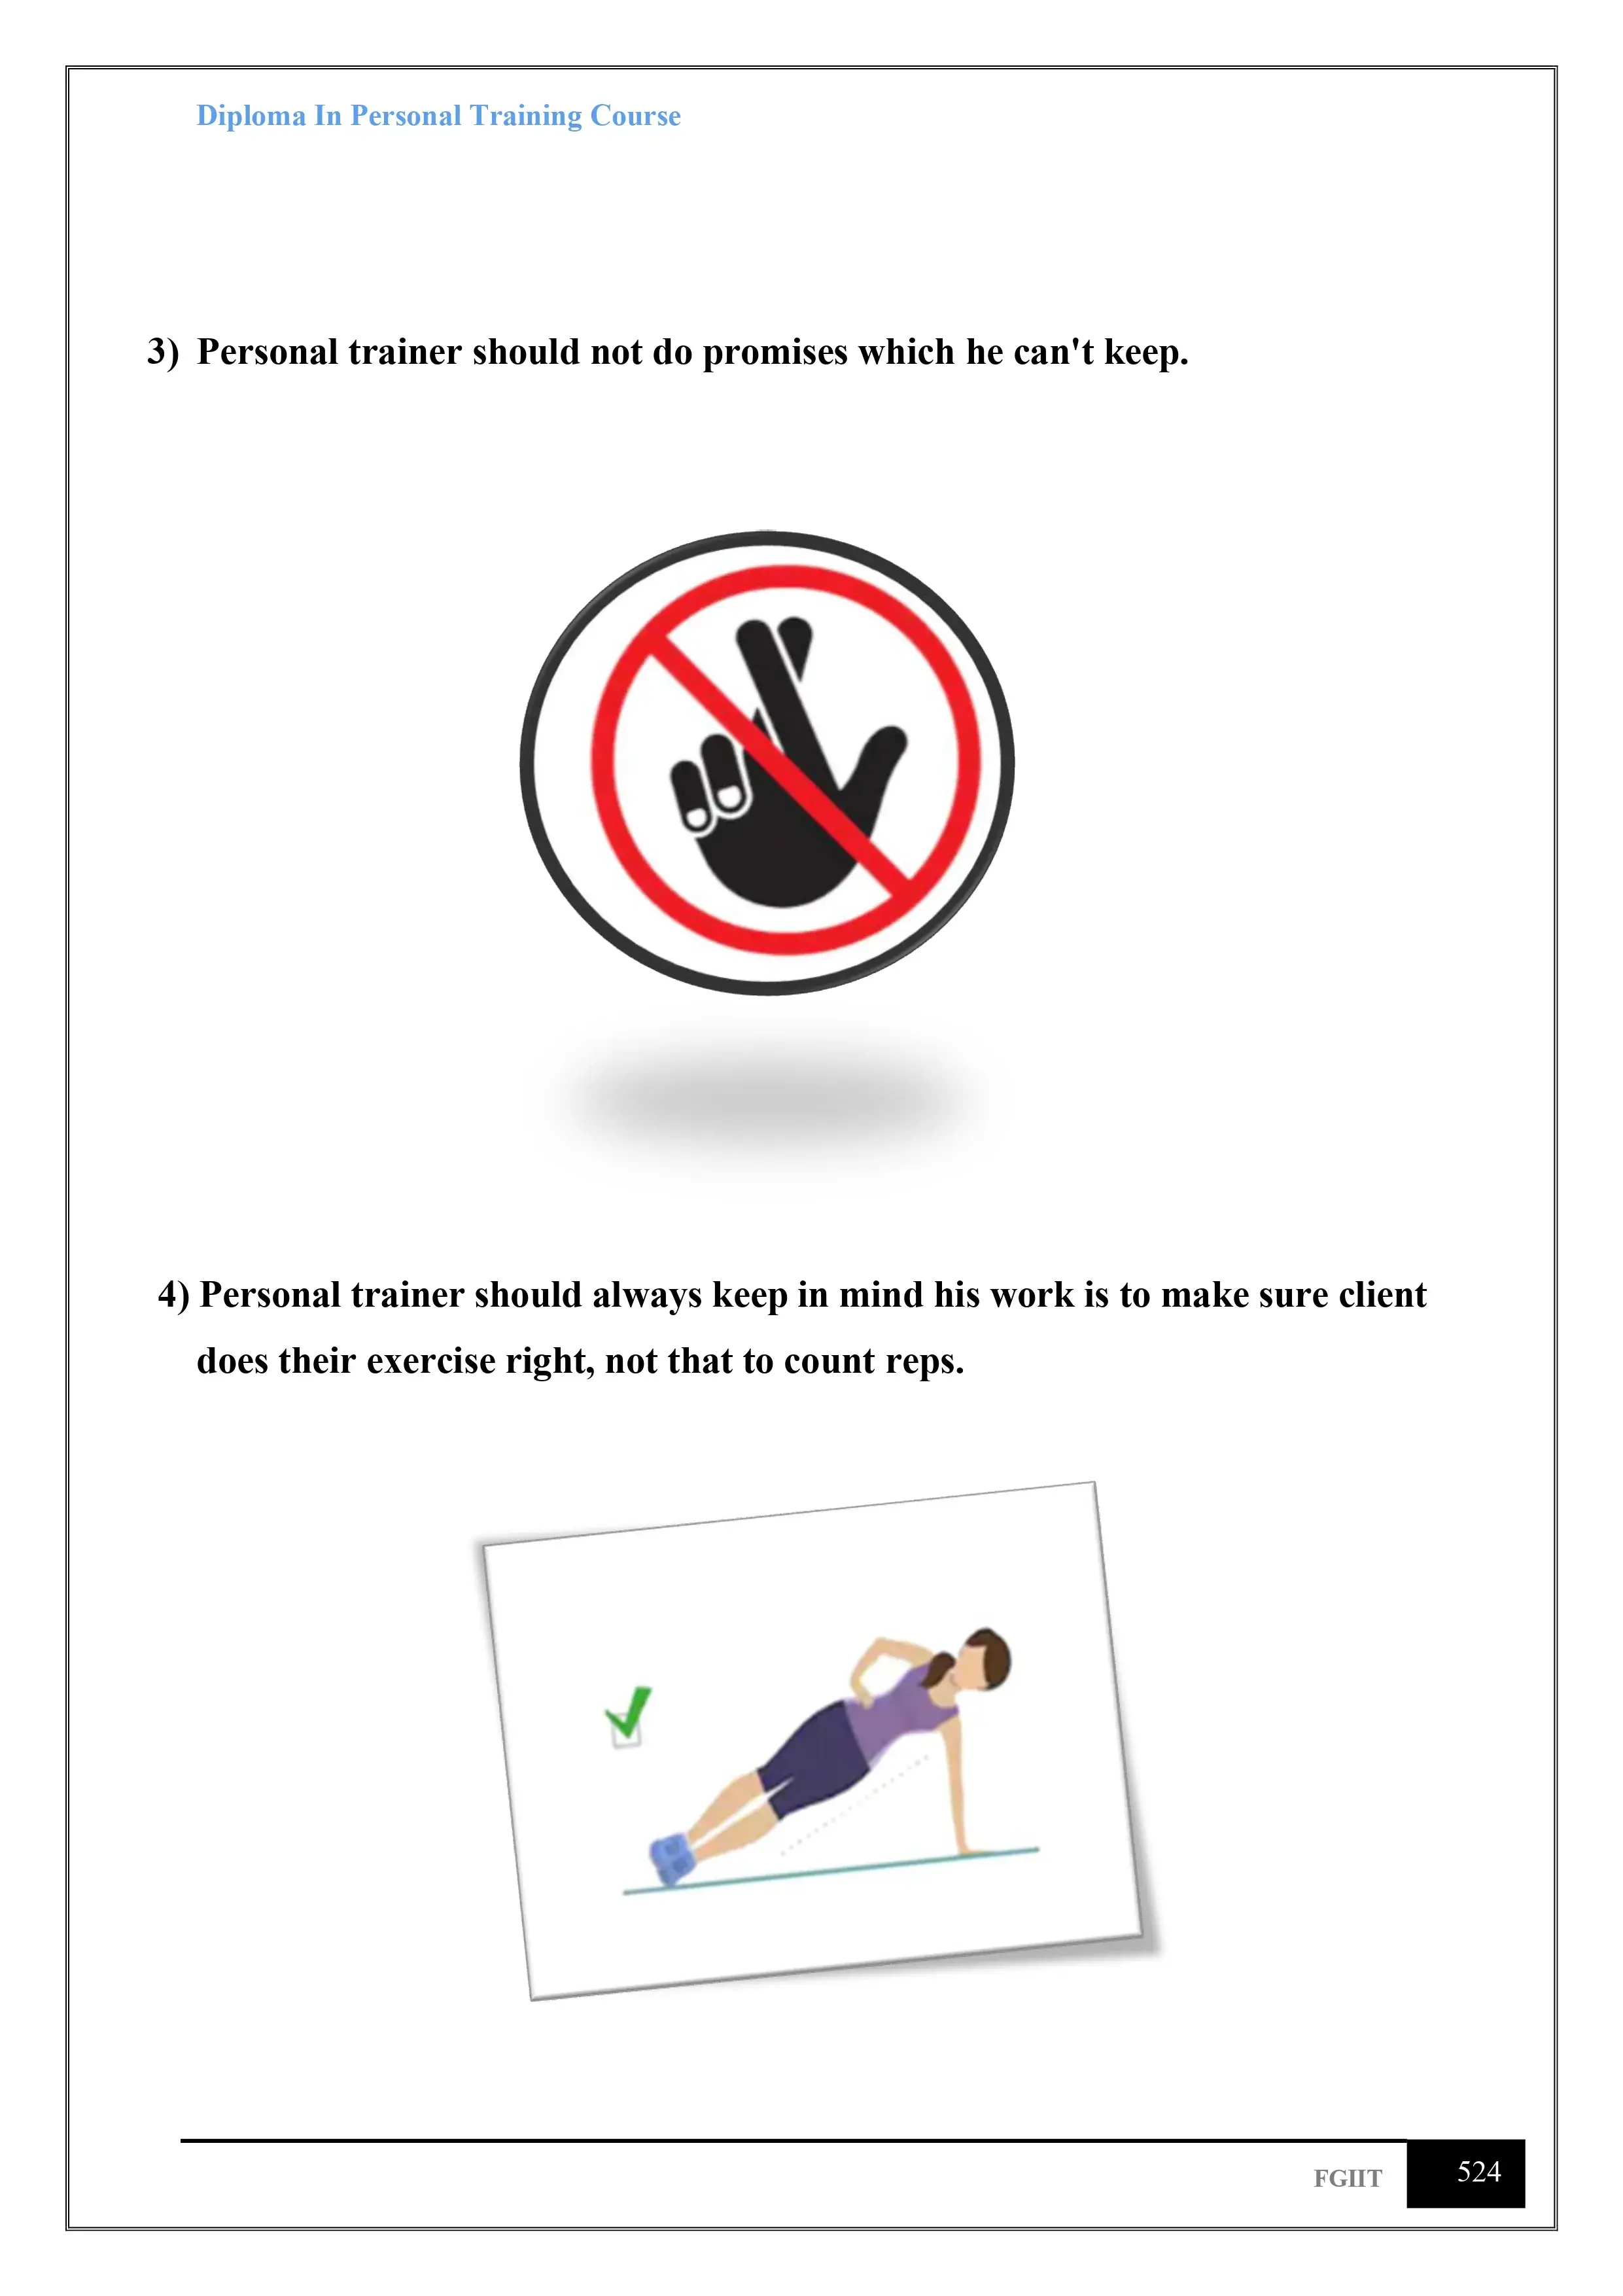 Diploma In Personal Training Course
3) Personal trainer should not do promises which he can't keep.
4) Personal trainer should always keep in mind his work is to make sure client
does their exercise right, not that to count reps.
FGIIT
524